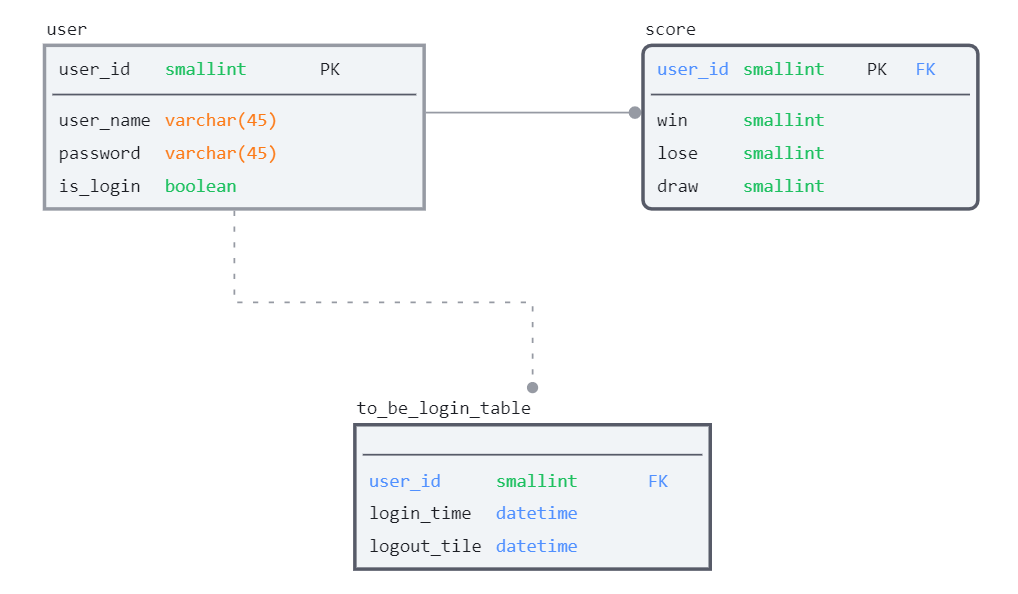 user
user_id smallint PK
user_name varchar(45)
password varchar(45)
is_login boolean
score
user_id smallint PK FK
win smallint
lose smallint
draw smallint
to_be_login_table
user_id smallint FK
login_time datetime
logout_tile datetime